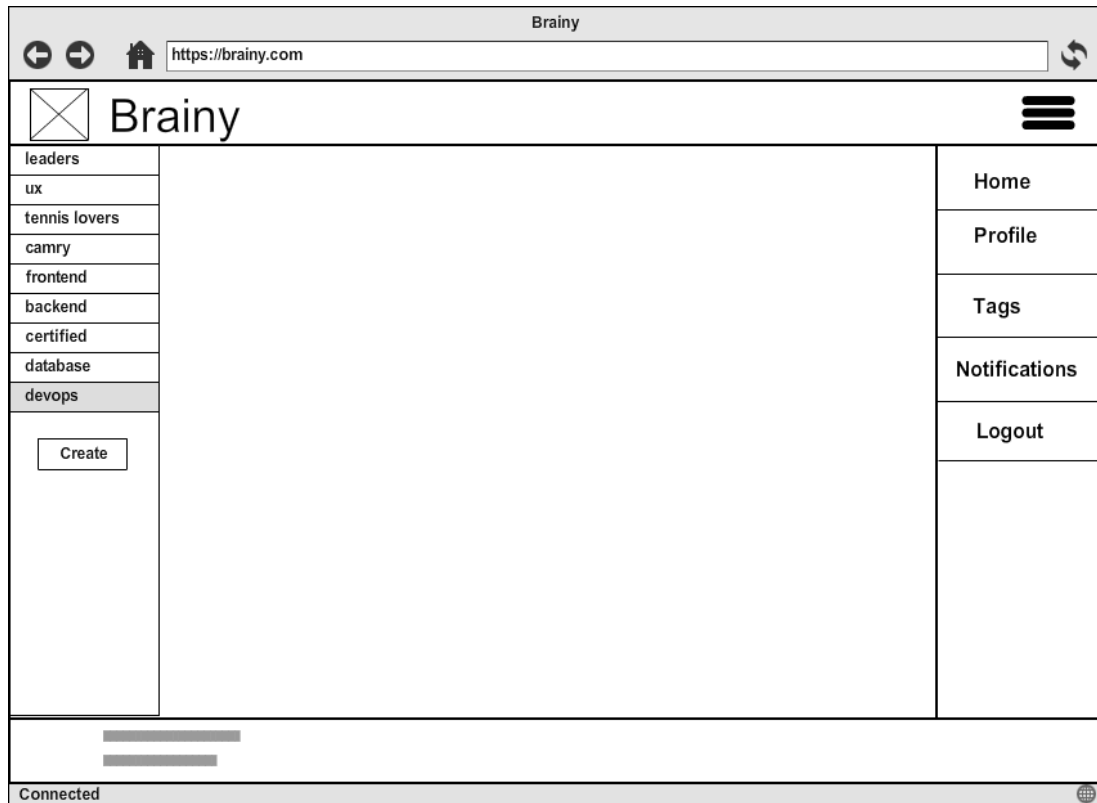 Brainy
https://brainy.com
Brainy
leaders
ux
tennis lovers
camry
frontend
backend
certified
database
devops
Create
Home
Profile
Tags
Notifications
Logout
Connected